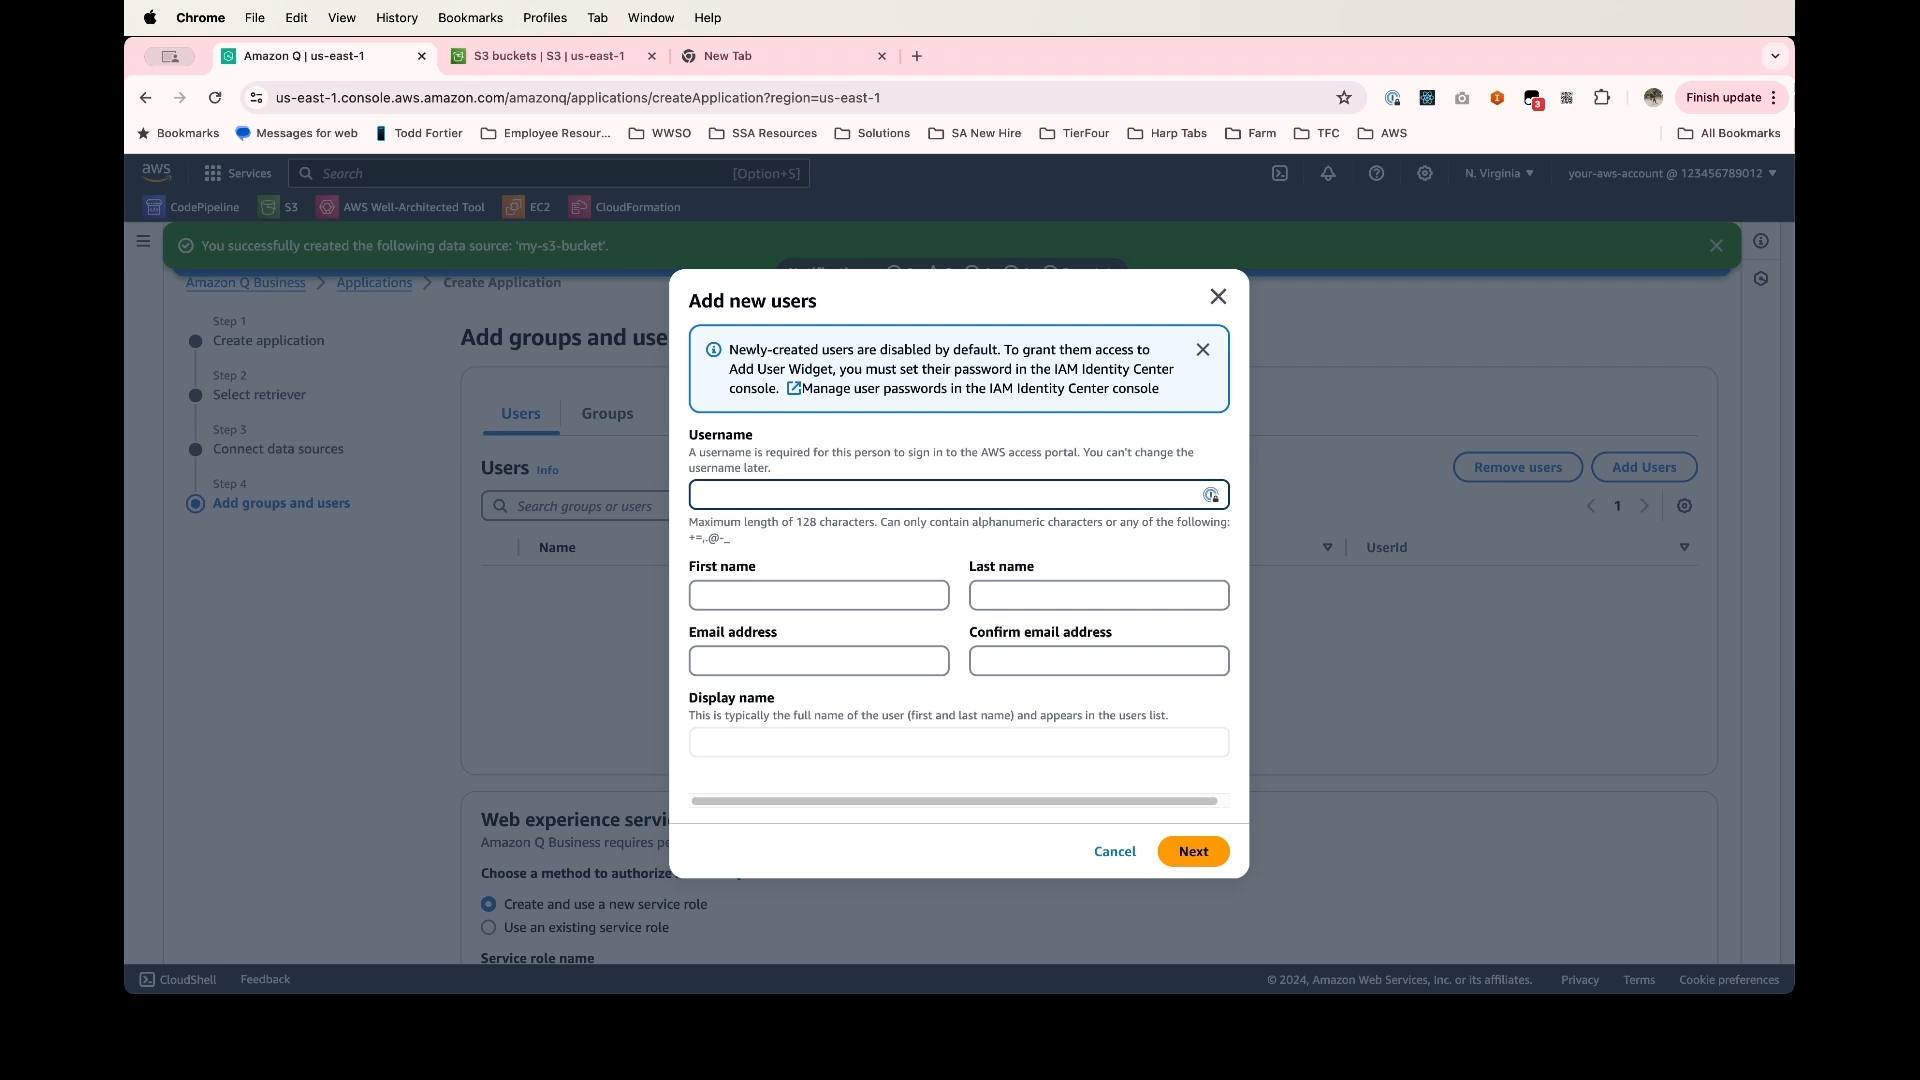 Chrome File Edit View History Bookmarks Profiles Tab Window Help
Amazon Q | us-east-1 S3 buckets | S3 | us-east-1 New Tab
us-east-1.console.aws.amazon.com/amazonq/applications/createApplication?region=us-east-1 3 Finish update
Bookmarks Messages for web Todd Fortier Employee Resour... WWSO SSA Resources Solutions SA New Hire TierFour Harp Tabs Farm TFC AWS All Bookmarks
aws Services Search [Option+S] N. Virginia your-aws-account @ 123456789012
CodePipeline S3 AWS Well-Architected Tool EC2 CloudFormation
You successfully created the following data source: 'my-s3-bucket'.
Amazon Q Business Applications Create Application
Step 1
Create application
Step 2
Select retriever
Step 3
Connect data sources
Step 4
Add groups and users
Add groups and use
Users Groups
Users Info
Remove users Add Users
Search groups or users
1
Name UserId
Add new users
Newly-created users are disabled by default. To grant them access to
Add User Widget, you must set their password in the IAM Identity Center
console. Manage user passwords in the IAM Identity Center console
Username
A username is required for this person to sign in to the AWS access portal. You can't change the
username later.
Maximum length of 128 characters. Can only contain alphanumeric characters or any of the following:
+=,.@-_
First name Last name
Email address Confirm email address
Display name
This is typically the full name of the user (first and last name) and appears in the users list.
Cancel Next
Web experience servi
Amazon Q Business requires pe
Choose a method to authorize
Create and use a new service role
Use an existing service role
Service role name
CloudShell Feedback © 2024, Amazon Web Services, Inc. or its affiliates. Privacy Terms Cookie preferences